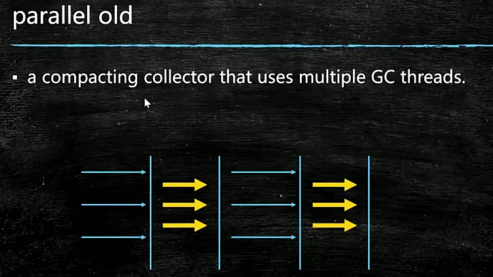 parallel old
▪ a compacting collector that uses multiple GC threads.